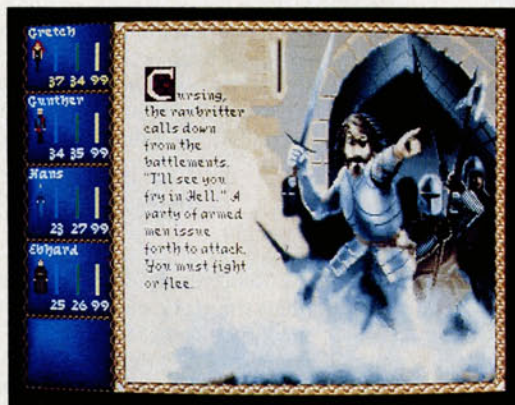 Gretch
37 34 99
Gunther
34 35 99
Hans
23 27 99
Ebhard
25 26 99
Cursing,
the raubritter
calls down
from the
battlements.
"I'll see you
fry in Hell." A
party of armed
men issue
forth to attack.
You must fight
or flee.